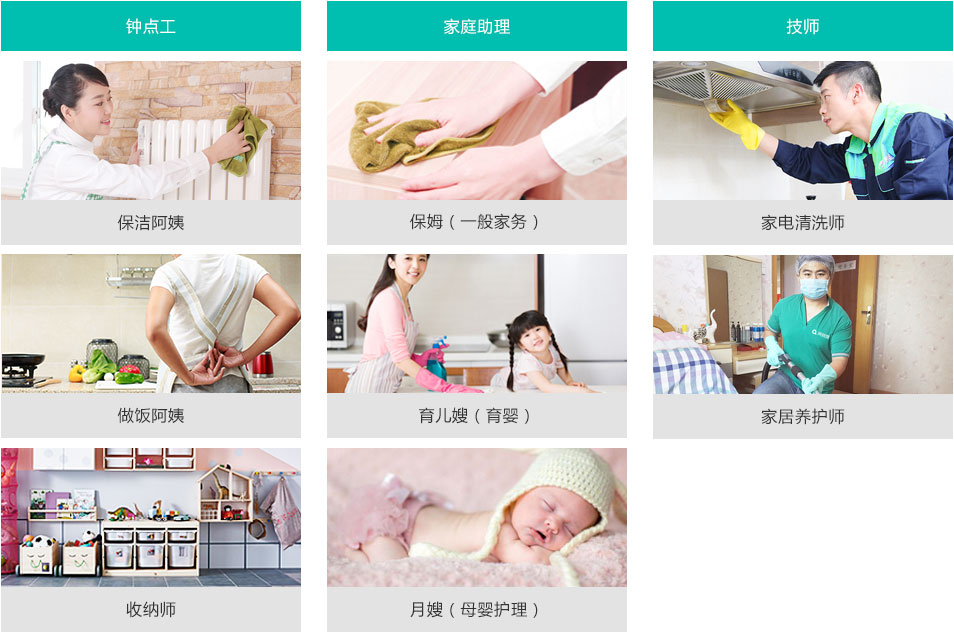 钟点工
家庭助理
技师
保洁阿姨
保姆（一般家务）
家电清洗师
做饭阿姨
育儿嫂（育婴）
家居养护师
收纳师
月嫂（母婴护理）